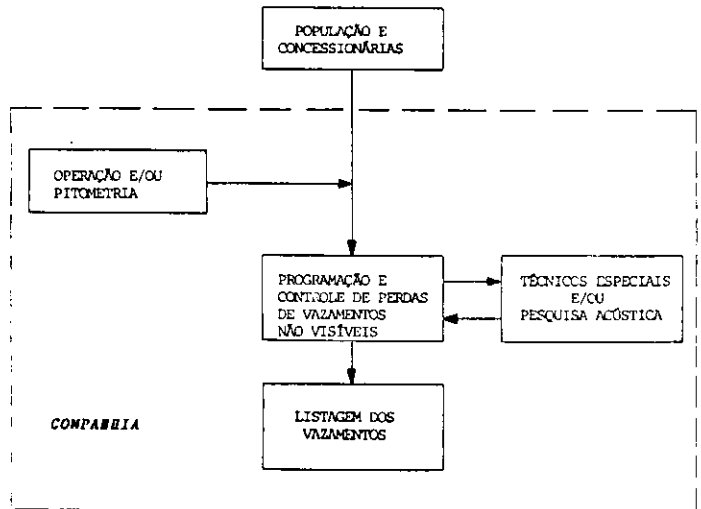 POPULAÇÃO E
CONCESSIONÁRIAS
OPERAÇÃO E/OU
PITOMETRIA
PROGRAMAÇÃO E
CONTROLE DE PERDAS
DE VAZAMENTOS
NÃO VISÍVEIS
TÉCNICOS ESPECIAIS
E/OU
PESQUISA ACÚSTICA
LISTAGEM DOS
VAZAMENTOS
COMPANHIA